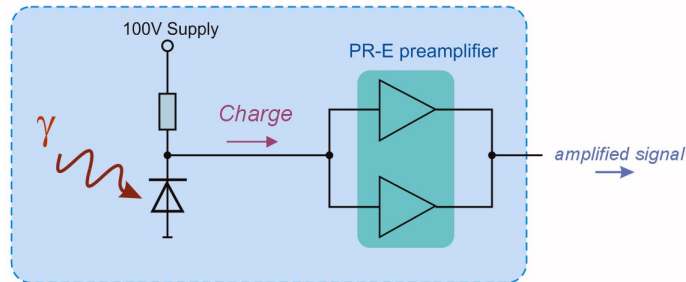 100V Supply
PR-E preamplifier
Charge
γ
amplified signal